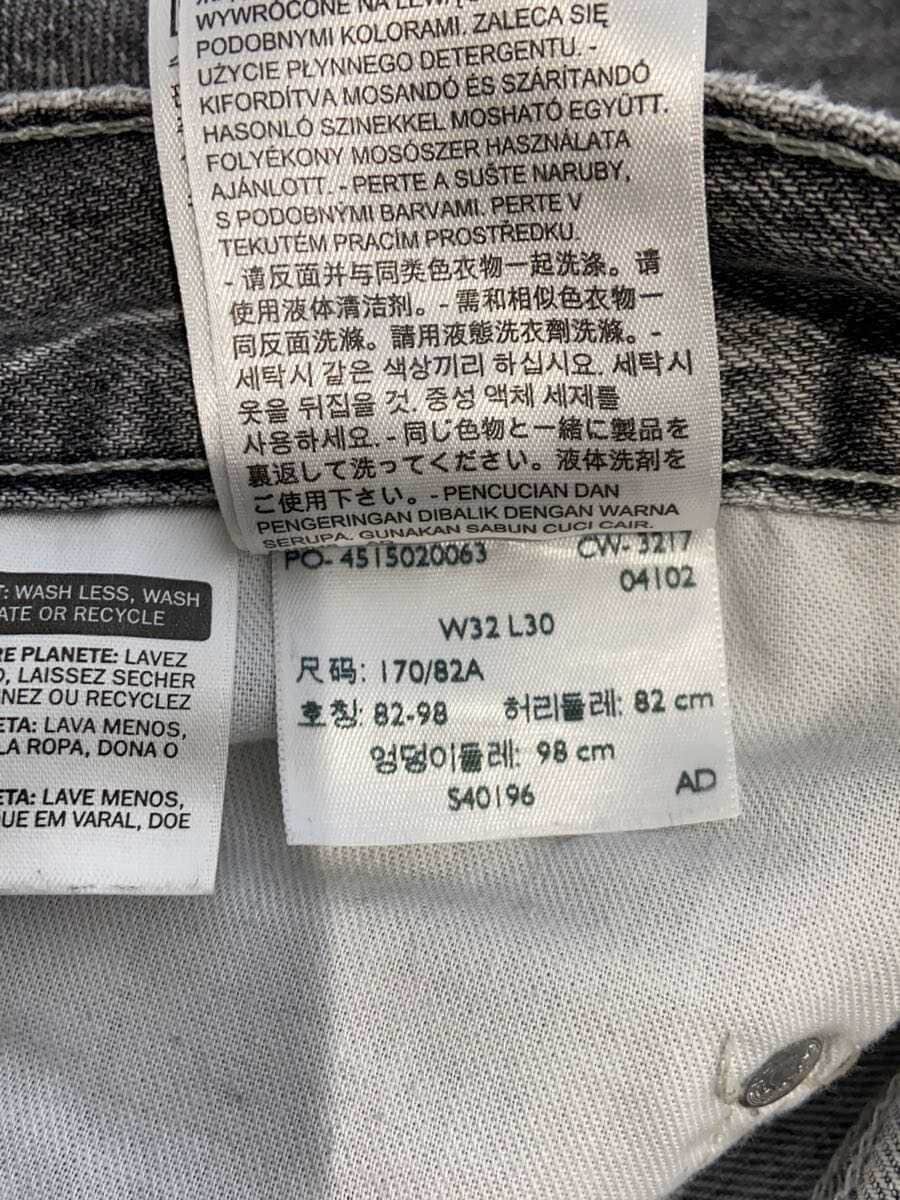 WYWRÓCONE NA LEWĄ
PODOBNYMI KOLORAMI. ZALECA SIĘ
UŻYCIE PŁYNNEGO DETERGENTU. -
KIFORDÍTVA MOSANDÓ ÉS SZÁRÍTANDÓ
HASONLÓ SZINEKKEL MOSHATÓ EGYÜTT.
FOLYÉKONY MOSÓSZER HASZNÁLATA
AJÁNLOTT. - PERTE A SUŠTE NARUBY,
S PODOBNÝMI BARVAMI. PERTE V
TEKUTÉM PRACÍM PROSTŘEDKU.
- 请反面并与同类色衣物一起洗涤。请
使用液体清洁剂。- 需和相似色衣物一
同反面洗滌。請用液態洗衣劑洗滌。-
세탁시 같은 색상끼리 하십시요. 세탁시
옷을 뒤집을 것. 중성 액체 세제를
사용하세요. - 同じ色物と一緒に製品を
裏返して洗ってください。液体洗剤を
ご使用下さい。- PENCUCIAN DAN
PENGERINGAN DIBALIK DENGAN WARNA
SERUPA. GUNAKAN SABUN CUCI CAIR.
PO- 4515020063 CW- 3217
04102
W32 L30
尺码: 170/82A
호칭: 82-98 허리둘레: 82 cm
엉덩이둘레: 98 cm
S40196 AD
T: WASH LESS, WASH
ATE OR RECYCLE
RE PLANETE: LAVEZ
D, LAISSEZ SECHER
NEZ OU RECYCLEZ
ETA: LAVA MENOS,
LA ROPA, DONA O
ETA: LAVE MENOS,
UE EM VARAL, DOE